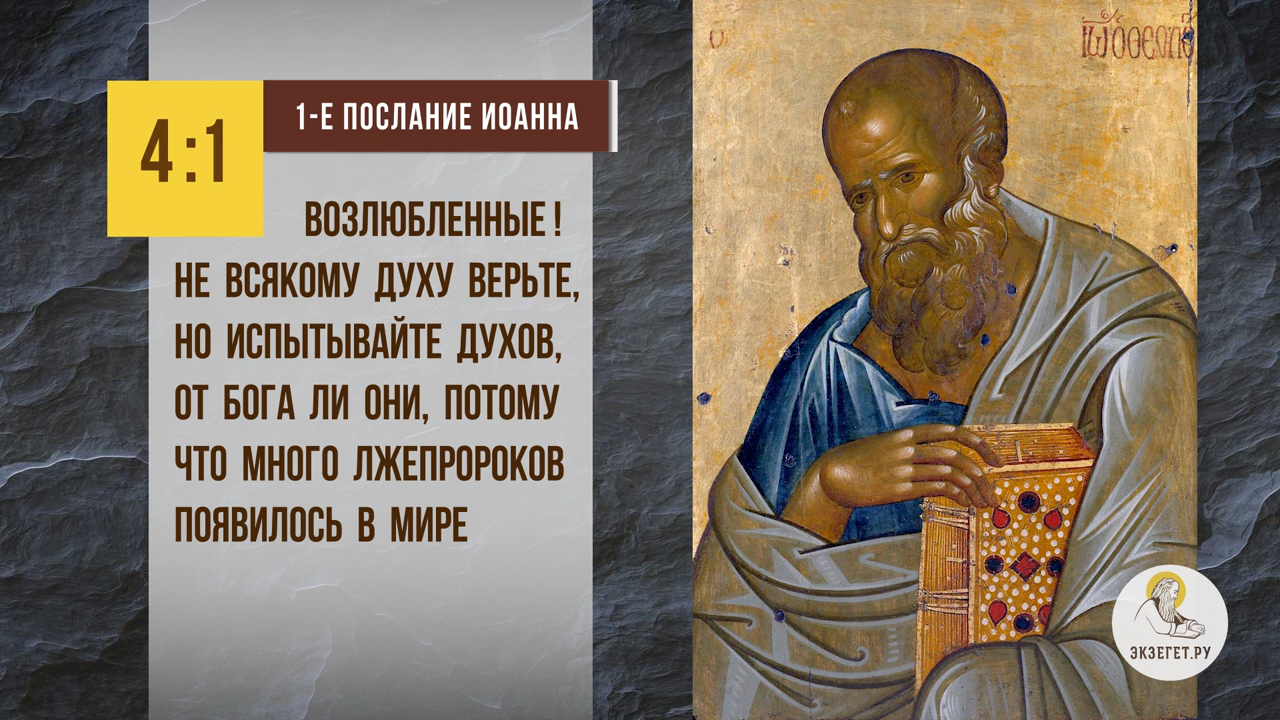 4:1
1-Е ПОСЛАНИЕ ИОАННА
ВОЗЛЮБЛЕННЫЕ!
НЕ ВСЯКОМУ ДУХУ ВЕРЬТЕ,
НО ИСПЫТЫВАЙТЕ ДУХОВ,
ОТ БОГА ЛИ ОНИ, ПОТОМУ
ЧТО МНОГО ЛЖЕПРОРОКОВ
ПОЯВИЛОСЬ В МИРЕ
ЭКЗЕГЕТ.РУ